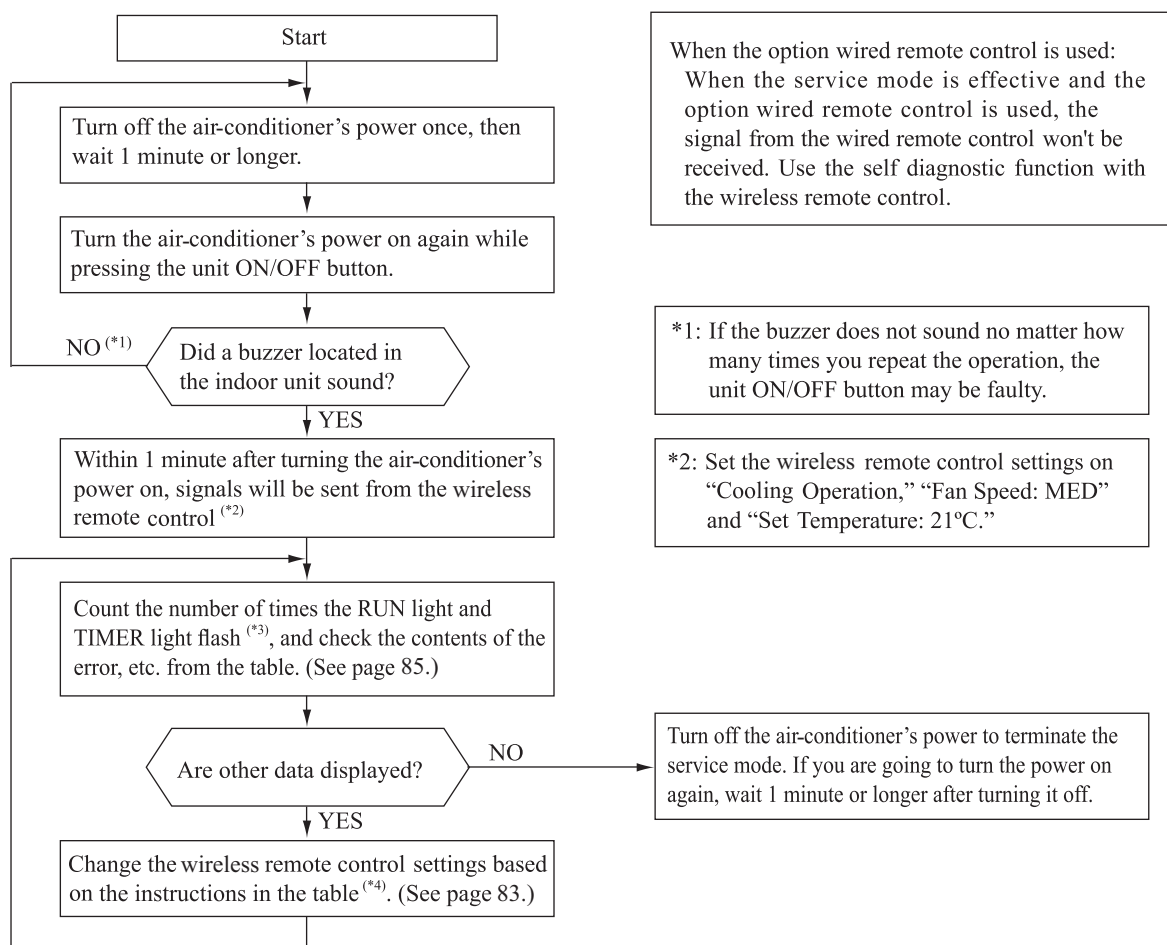 Start
Turn off the air-conditioner's power once, then
wait 1 minute or longer.
Turn the air-conditioner's power on again while
pressing the unit ON/OFF button.
NO (*1)
Did a buzzer located in
the indoor unit sound?
YES
Within 1 minute after turning the air-conditioner's
power on, signals will be sent from the wireless
remote control (*2)
Count the number of times the RUN light and
TIMER light flash (*3), and check the contents of the
error, etc. from the table. (See page 85.)
Are other data displayed?
NO
YES
Change the wireless remote control settings based
on the instructions in the table (*4). (See page 83.)
When the option wired remote control is used:
When the service mode is effective and the
option wired remote control is used, the
signal from the wired remote control won't be
received. Use the self diagnostic function with
the wireless remote control.
*1: If the buzzer does not sound no matter how
many times you repeat the operation, the
unit ON/OFF button may be faulty.
*2: Set the wireless remote control settings on
“Cooling Operation,” “Fan Speed: MED”
and “Set Temperature: 21ºC.”
Turn off the air-conditioner's power to terminate the
service mode. If you are going to turn the power on
again, wait 1 minute or longer after turning it off.